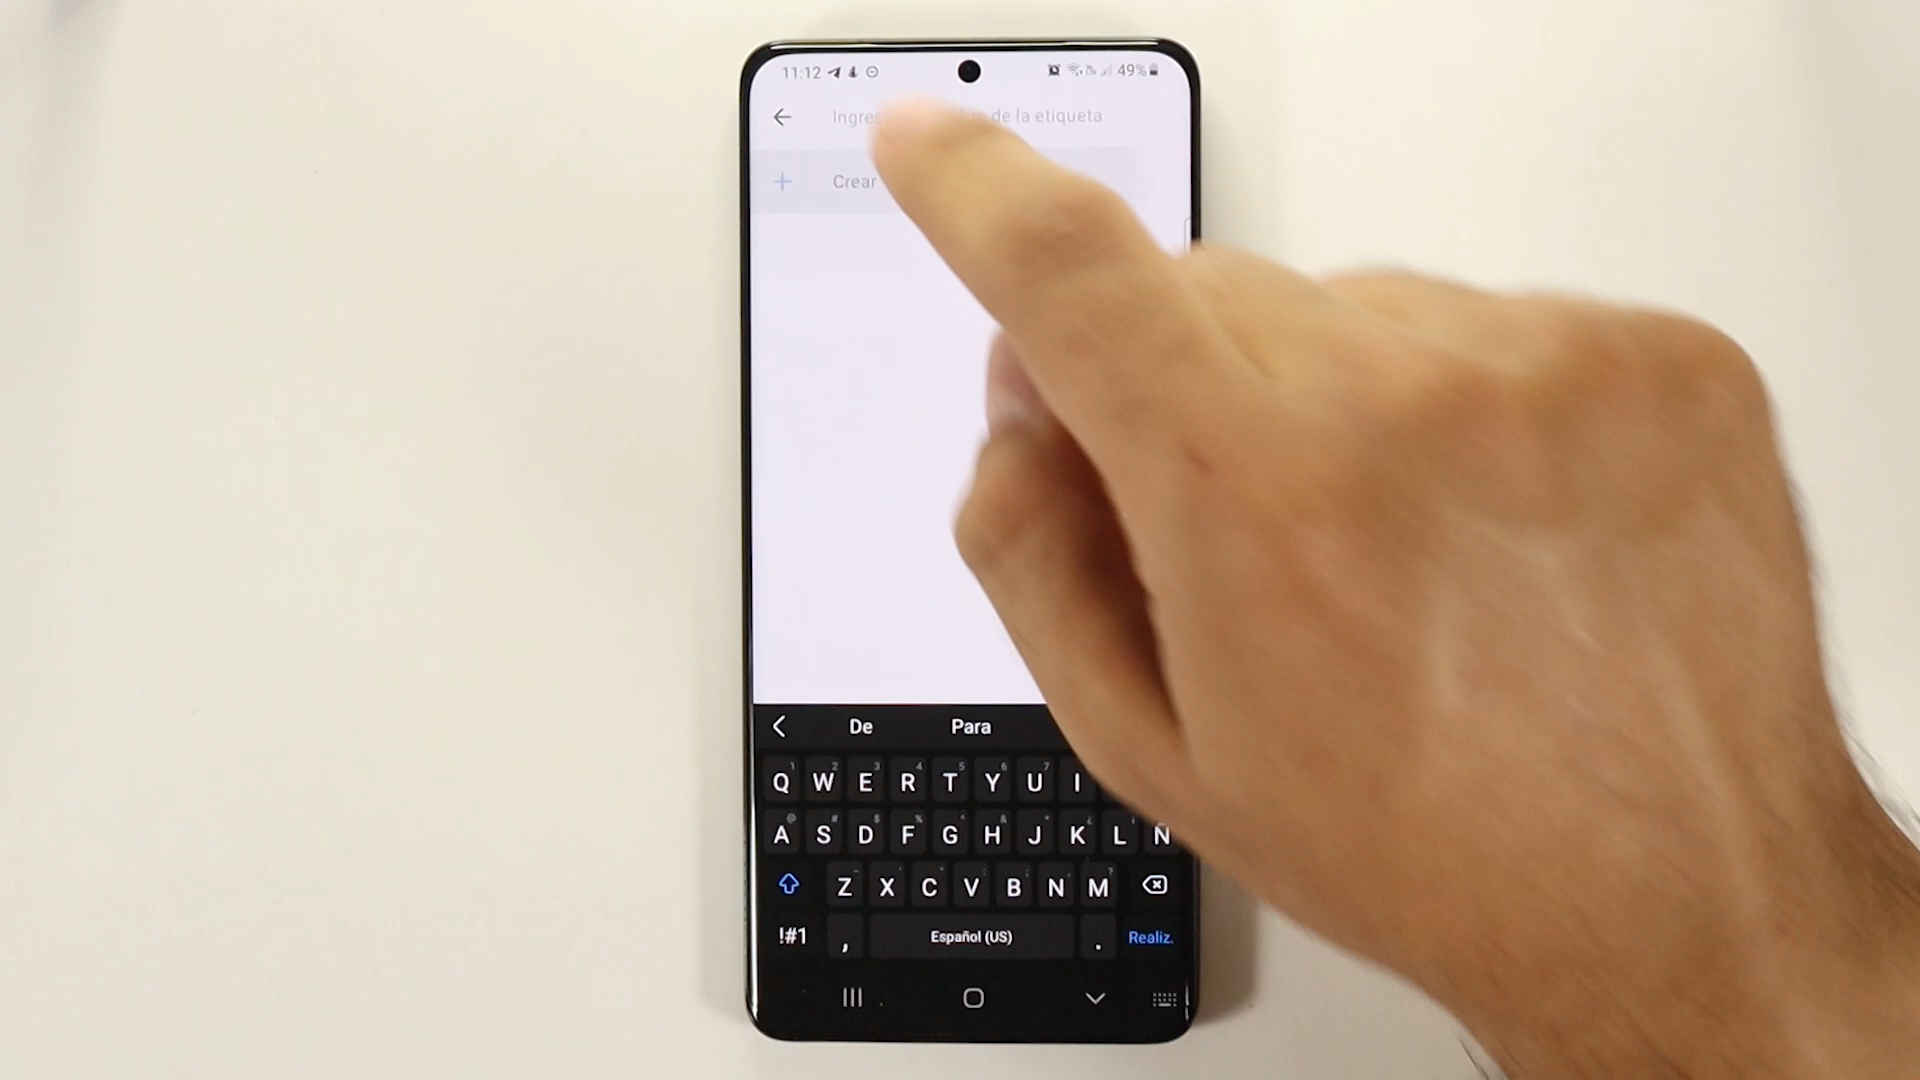 11:12 49%
Ingres de la etiqueta
Crear
De Para
Q W E R T Y U I
A S D F G H J K L Ñ
Z X C V B N M
!#1 , Español (US) . Realiz.